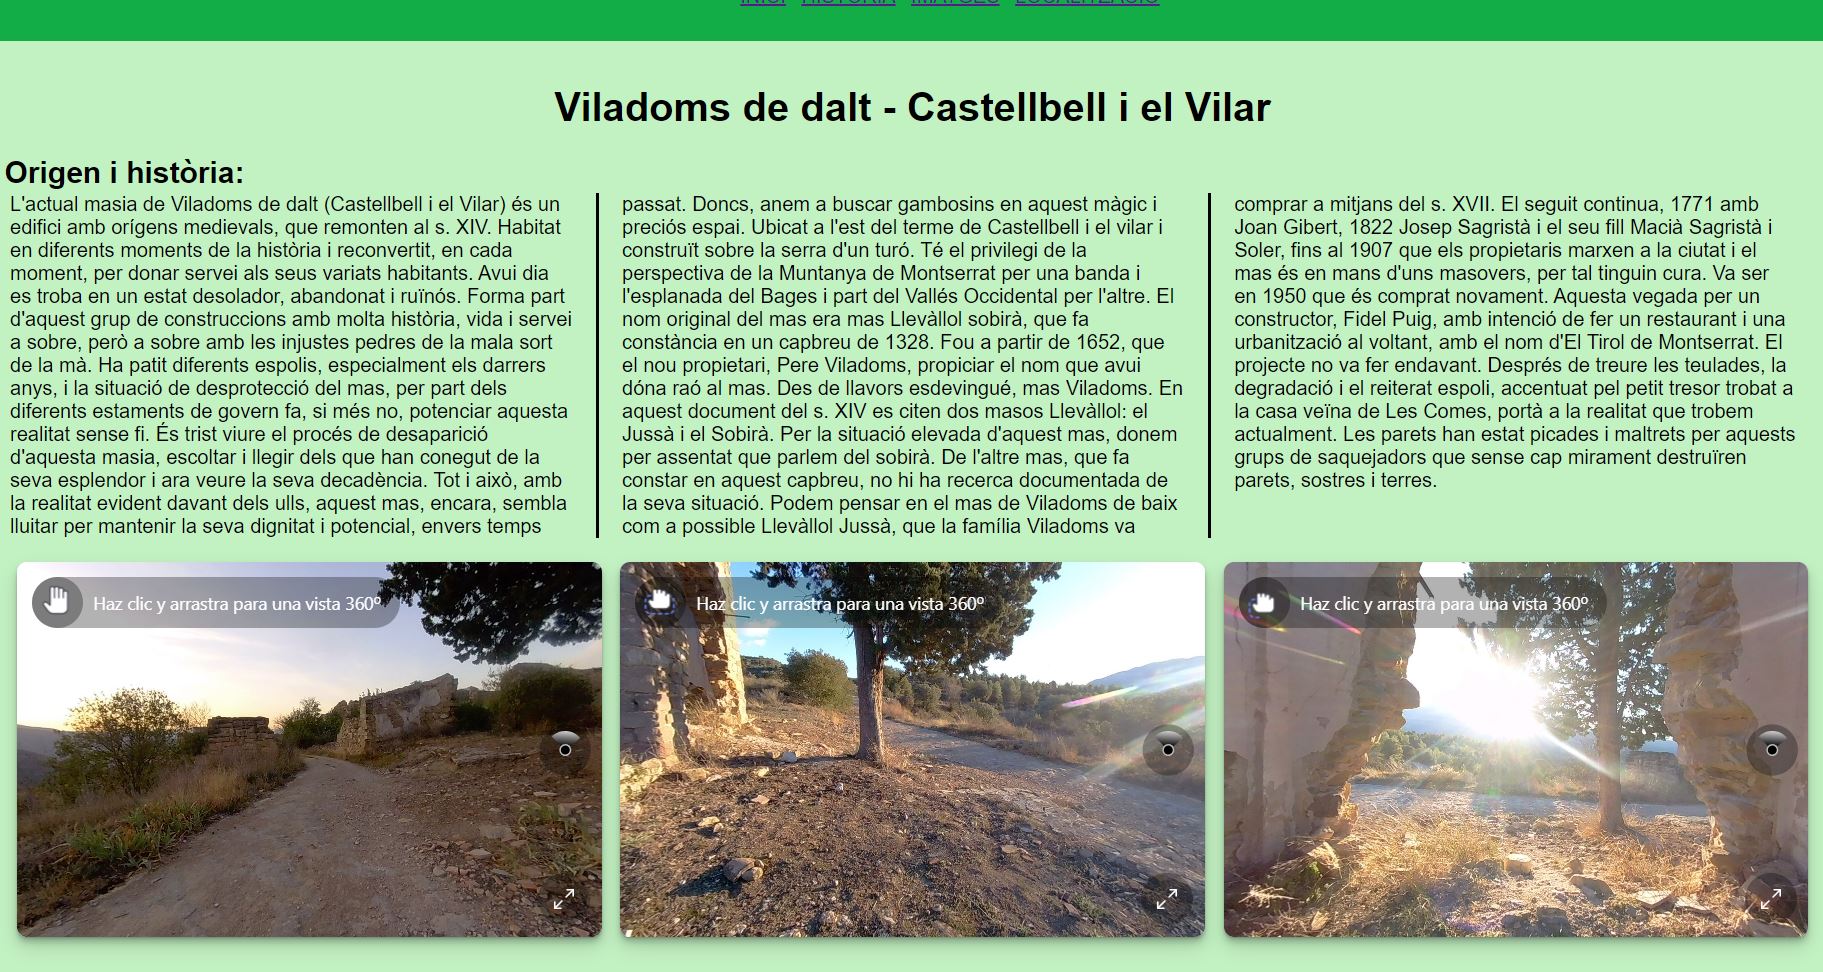 INICI HISTÒRIA IMATGES LOCALITZACIÓ
Viladoms de dalt - Castellbell i el Vilar
Origen i història:
L'actual masia de Viladoms de dalt (Castellbell i el Vilar) és un
edifici amb orígens medievals, que remonten al s. XIV. Habitat
en diferents moments de la història i reconvertit, en cada
moment, per donar servei als seus variats habitants. Avui dia
es troba en un estat desolador, abandonat i ruïnós. Forma part
d'aquest grup de construccions amb molta història, vida i servei
a sobre, però a sobre amb les injustes pedres de la mala sort
de la mà. Ha patit diferents espolis, especialment els darrers
anys, i la situació de desprotecció del mas, per part dels
diferents estaments de govern fa, si més no, potenciar aquesta
realitat sense fi. És trist viure el procés de desaparició
d'aquesta masia, escoltar i llegir dels que han conegut de la
seva esplendor i ara veure la seva decadència. Tot i això, amb
la realitat evident davant dels ulls, aquest mas, encara, sembla
lluitar per mantenir la seva dignitat i potencial, envers temps
passat. Doncs, anem a buscar gambosins en aquest màgic i
preciós espai. Ubicat a l'est del terme de Castellbell i el vilar i
construït sobre la serra d'un turó. Té el privilegi de la
perspectiva de la Muntanya de Montserrat per una banda i
l'esplanada del Bages i part del Vallés Occidental per l'altre. El
nom original del mas era mas Llevàllol sobirà, que fa
constància en un capbreu de 1328. Fou a partir de 1652, que
el nou propietari, Pere Viladoms, propiciar el nom que avui
dóna raó al mas. Des de llavors esdevingué, mas Viladoms. En
aquest document del s. XIV es citen dos masos Llevàllol: el
Jussà i el Sobirà. Per la situació elevada d'aquest mas, donem
per assentat que parlem del sobirà. De l'altre mas, que fa
constar en aquest capbreu, no hi ha recerca documentada de
la seva situació. Podem pensar en el mas de Viladoms de baix
com a possible Llevàllol Jussà, que la família Viladoms va
comprar a mitjans del s. XVII. El seguit continua, 1771 amb
Joan Gibert, 1822 Josep Sagristà i el seu fill Macià Sagristà i
Soler, fins al 1907 que els propietaris marxen a la ciutat i el
mas és en mans d'uns masovers, per tal tinguin cura. Va ser
en 1950 que és comprat novament. Aquesta vegada per un
constructor, Fidel Puig, amb intenció de fer un restaurant i una
urbanització al voltant, amb el nom d'El Tirol de Montserrat. El
projecte no va fer endavant. Després de treure les teulades, la
degradació i el reiterat espoli, accentuat pel petit tresor trobat a
la casa veïna de Les Comes, portà a la realitat que trobem
actualment. Les parets han estat picades i maltrets per aquests
grups de saquejadors que sense cap mirament destruïren
parets, sostres i terres.
Haz clic y arrastra para una vista 360º
Haz clic y arrastra para una vista 360º
Haz clic y arrastra para una vista 360º